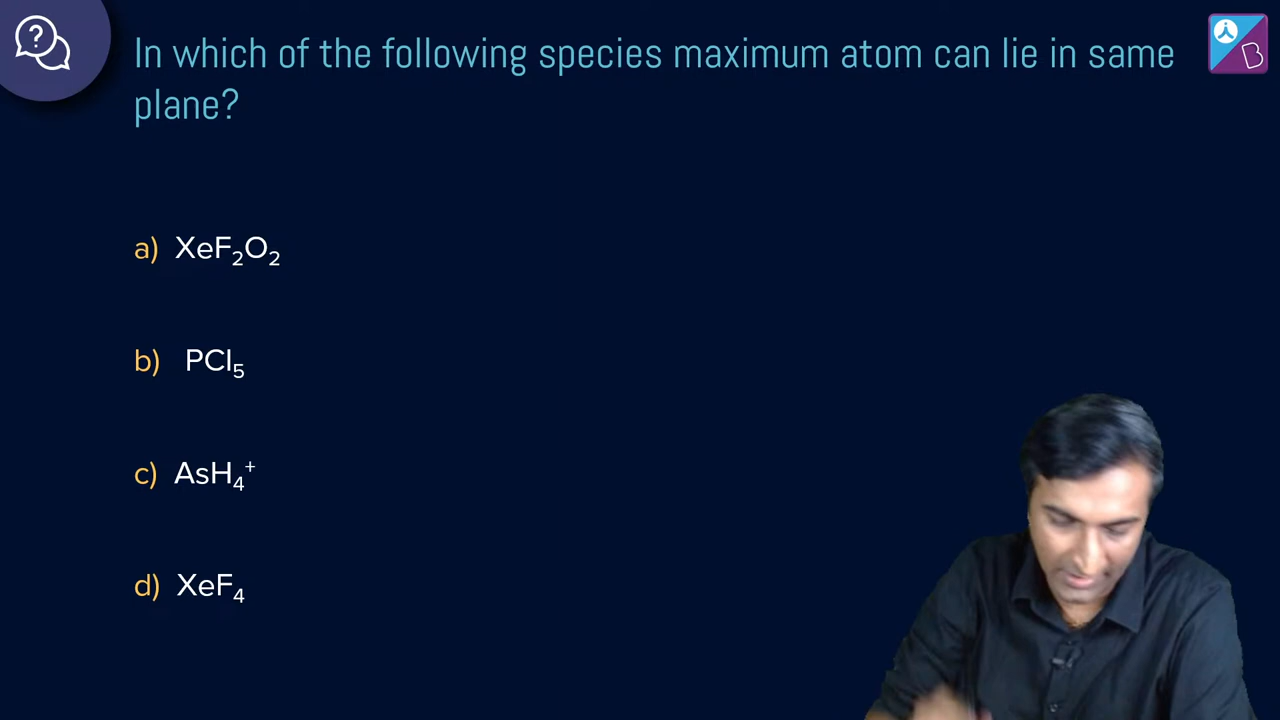 In which of the following species maximum atom can lie in same
plane?
a) XeF₂O₂
b) PCl₅
c) AsH₄⁺
d) XeF₄
?
B